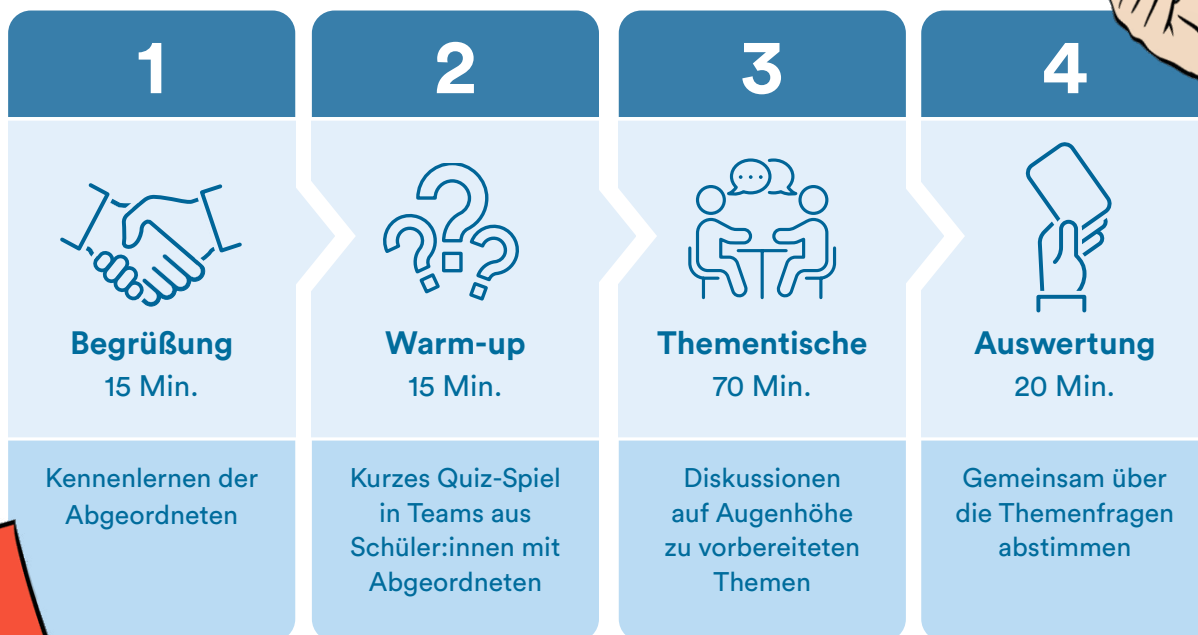 1
Begrüßung
15 Min.
Kennenlernen der
Abgeordneten
2
Warm-up
15 Min.
Kurzes Quiz-Spiel
in Teams aus
Schüler:innen mit
Abgeordneten
3
Thementische
70 Min.
Diskussionen
auf Augenhöhe
zu vorbereiteten
Themen
4
Auswertung
20 Min.
Gemeinsam über
die Themenfragen
abstimmen